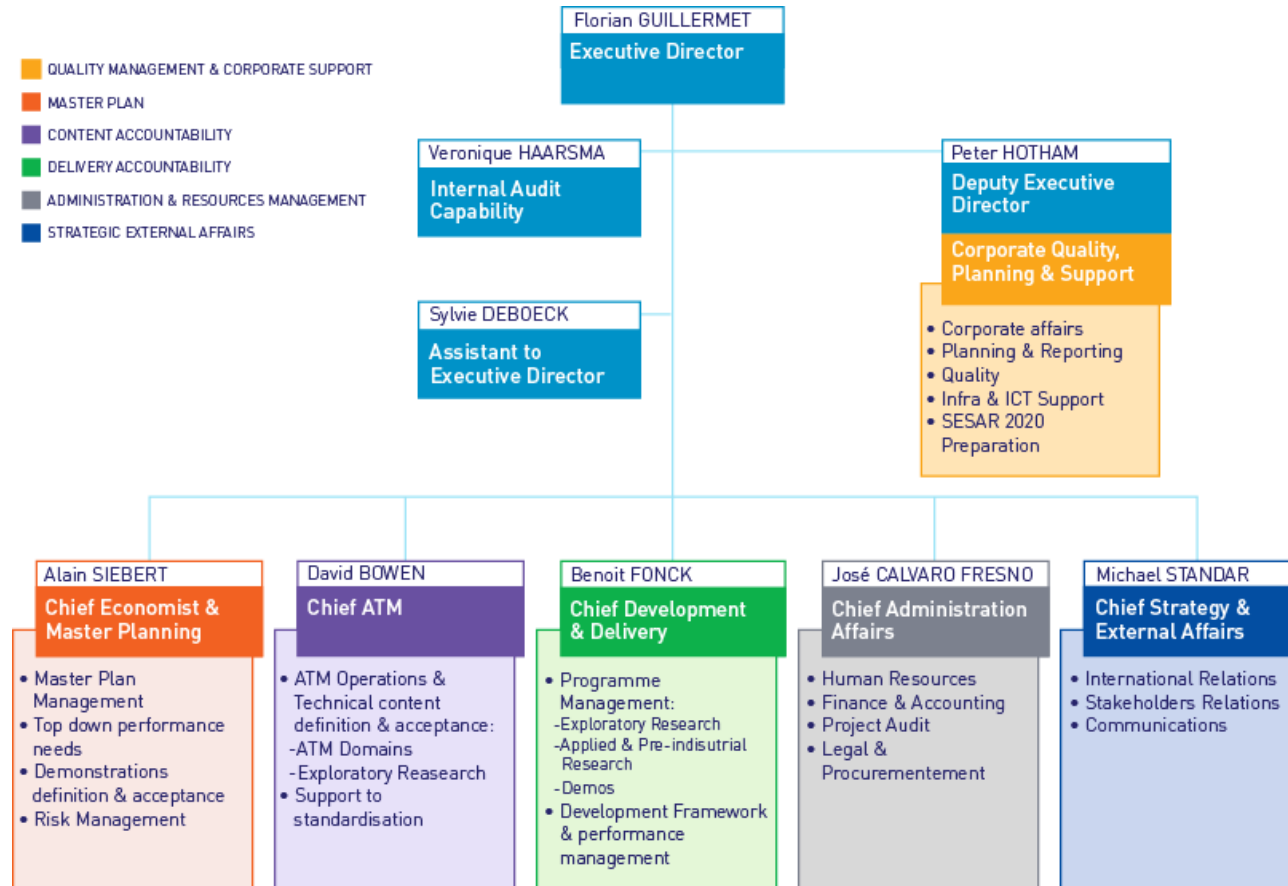 Florian GUILLERMET
Executive Director
QUALITY MANAGEMENT & CORPORATE SUPPORT
MASTER PLAN
CONTENT ACCOUNTABILITY
DELIVERY ACCOUNTABILITY
ADMINISTRATION & RESOURCES MANAGEMENT
STRATEGIC EXTERNAL AFFAIRS
Veronique HAARSMA
Internal Audit
Capability
Peter HOTHAM
Deputy Executive
Director
Corporate Quality,
Planning & Support
• Corporate affairs
• Planning & Reporting
• Quality
• Infra & ICT Support
• SESAR 2020
Preparation
Sylvie DEBOECK
Assistant to
Executive Director
Alain SIEBERT
Chief Economist &
Master Planning
• Master Plan
Management
• Top down performance
needs
• Demonstrations
definition & acceptance
• Risk Management
David BOWEN
Chief ATM
• ATM Operations &
Technical content
definition & acceptance:
-ATM Domains
-Exploratory Reasearch
• Support to
standardisation
Benoit FONCK
Chief Development
& Delivery
• Programme
Management:
-Exploratory Research
-Applied & Pre-indisutrial
Research
-Demos
• Development Framework
& performance
management
José CALVARO FRESNO
Chief Administration
Affairs
• Human Resources
• Finance & Accounting
• Project Audit
• Legal &
Procurementement
Michael STANDAR
Chief Strategy &
External Affairs
• International Relations
• Stakeholders Relations
• Communications